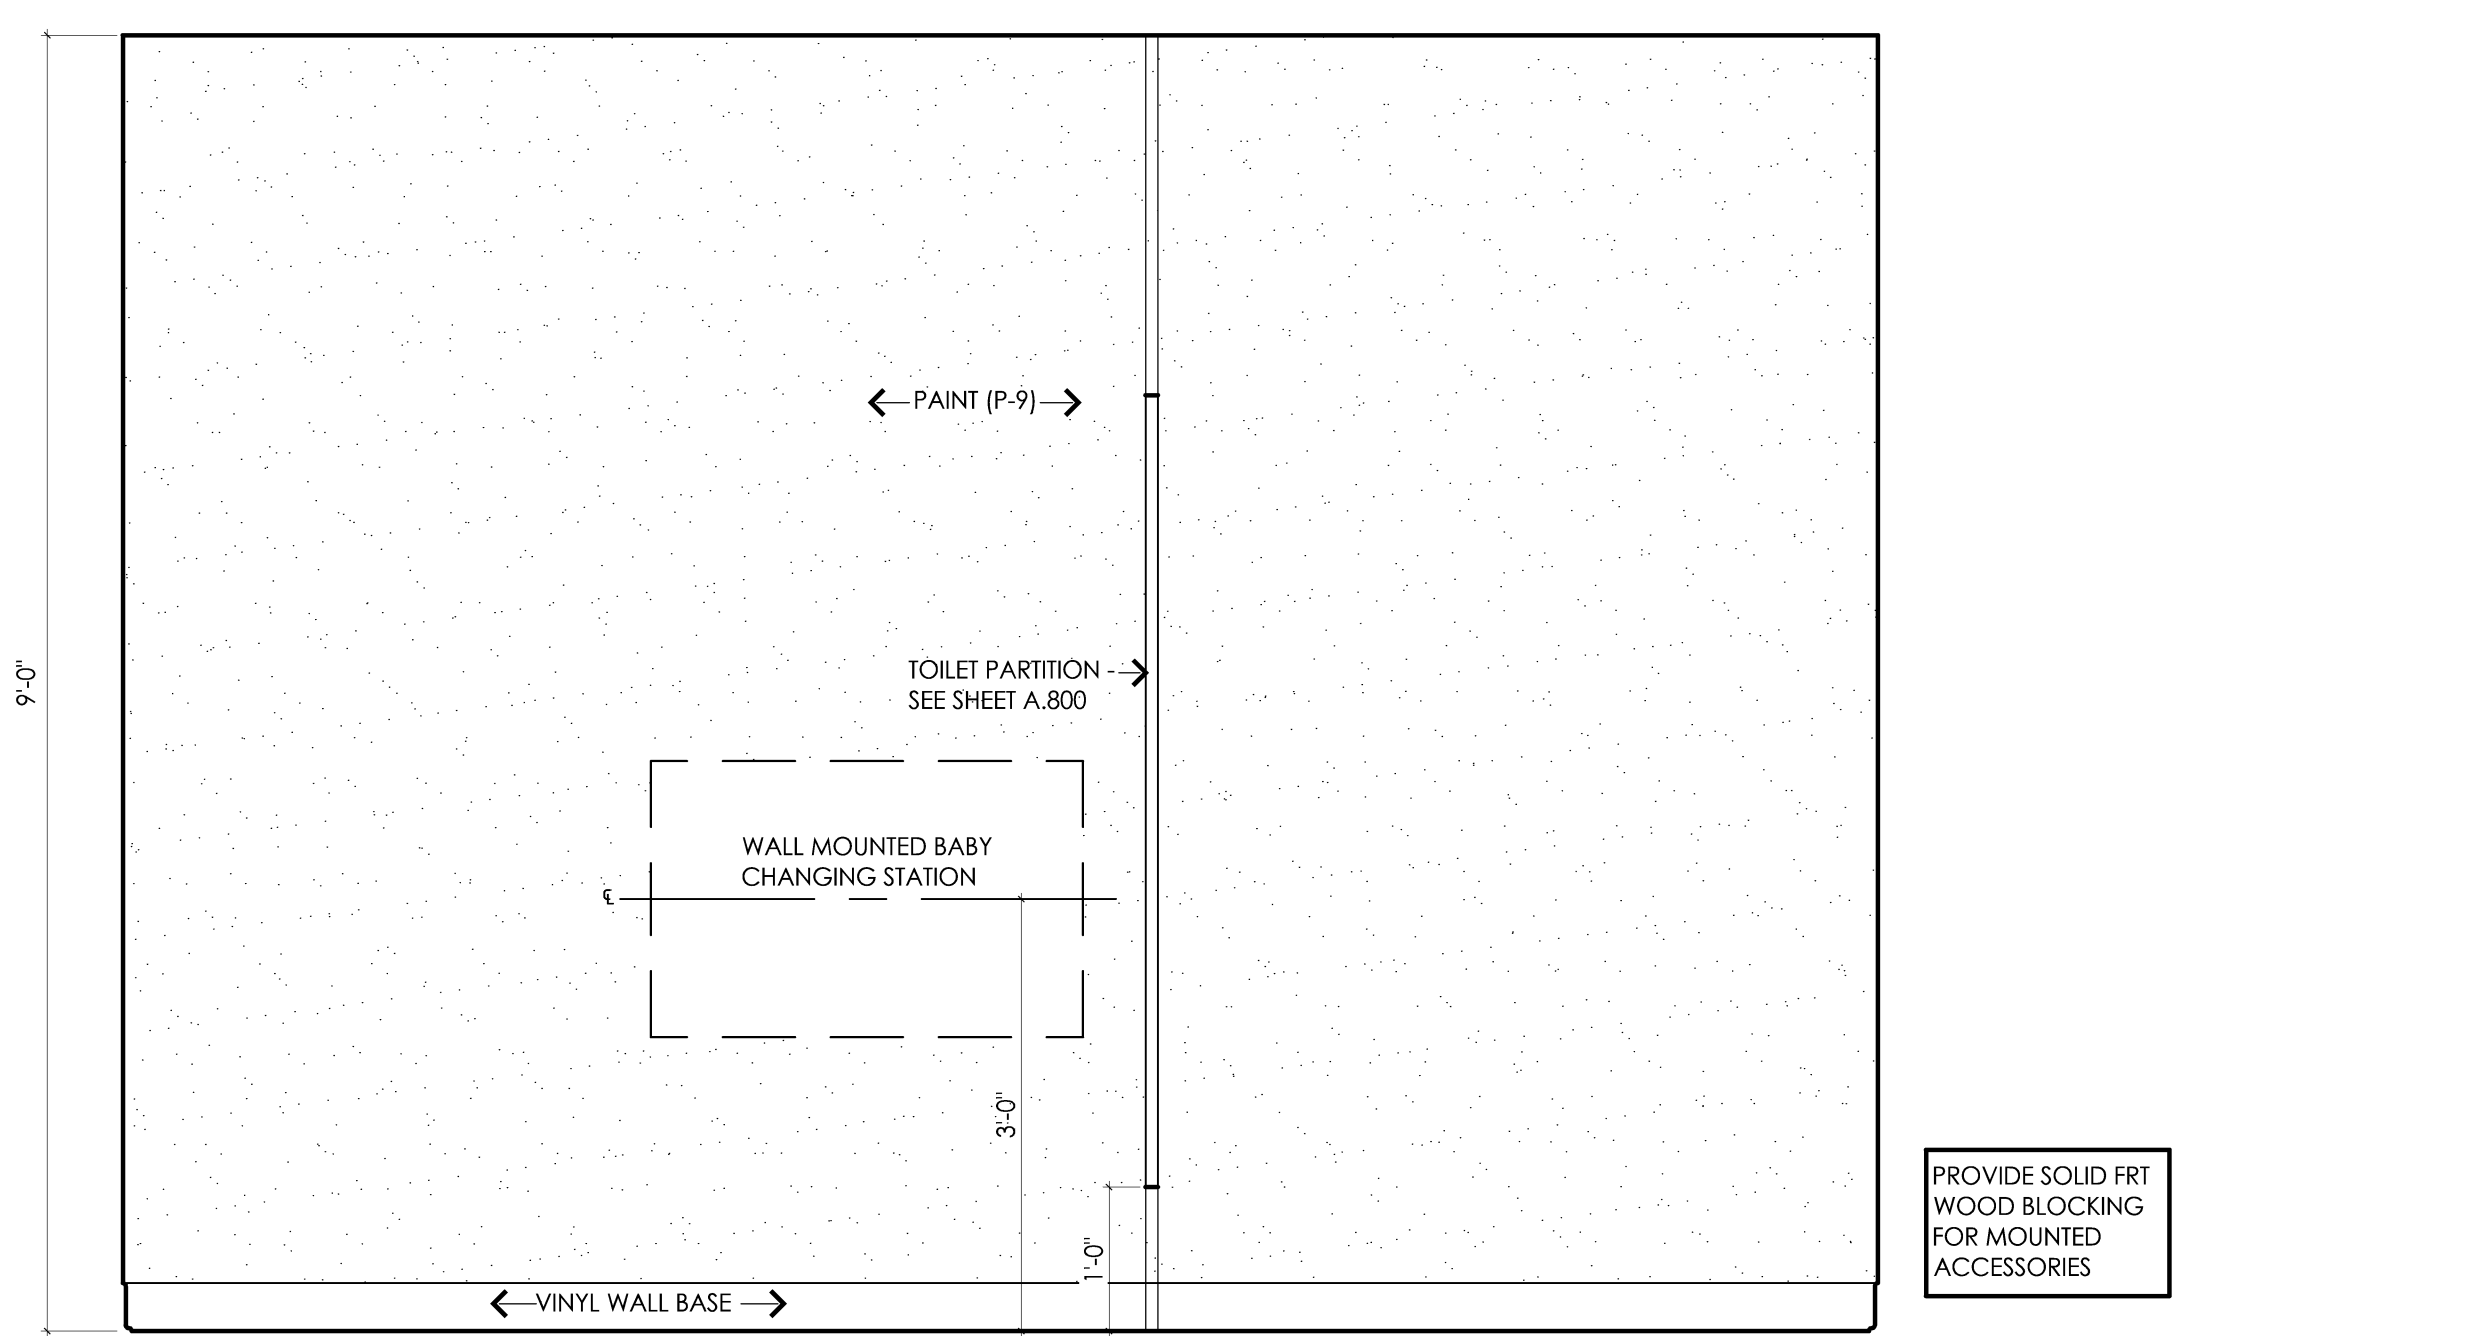 PAINT (P-9)
9'-0"
TOILET PARTITION
SEE SHEET A.800
WALL MOUNTED BABY
CHANGING STATION
℄
3'-0"
PROVIDE SOLID FRT
WOOD BLOCKING
FOR MOUNTED
ACCESSORIES
1'-0"
VINYL WALL BASE